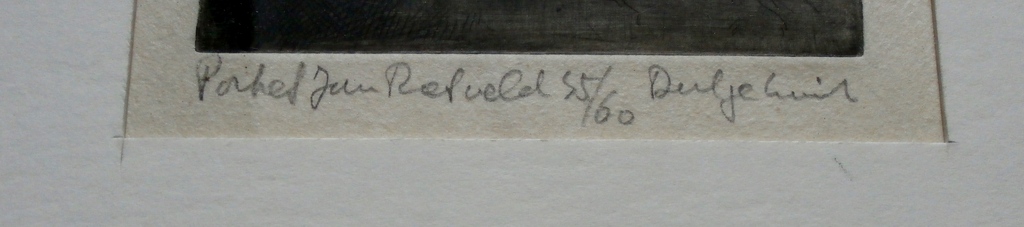 Portret Jan Rietveld 55/60